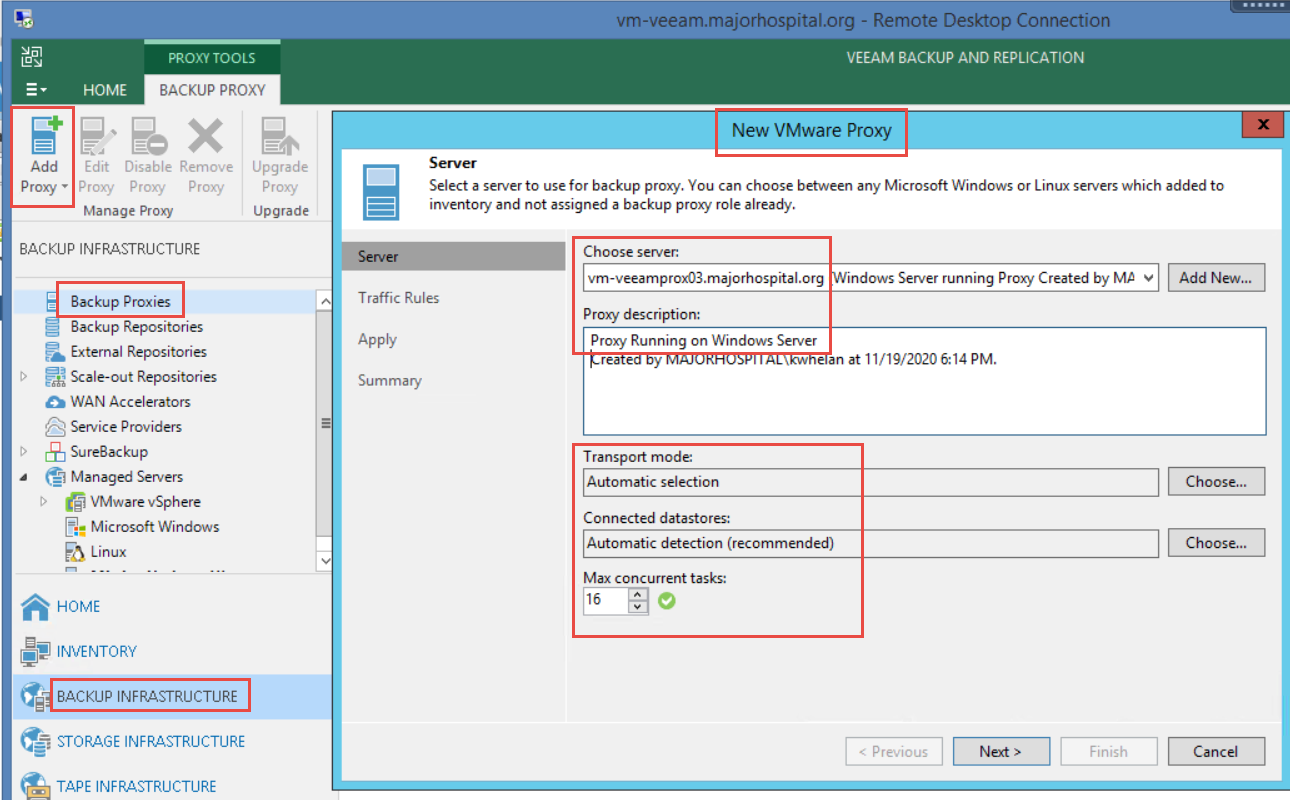 vm-veeam.majorhospital.org - Remote Desktop Connection
PROXY TOOLS
VEEAM BACKUP AND REPLICATION
HOME
BACKUP PROXY
Add
Proxy
Edit
Proxy
Disable
Proxy
Remove
Proxy
Upgrade
Proxy
Manage Proxy
Upgrade
BACKUP INFRASTRUCTURE
Backup Proxies
Backup Repositories
External Repositories
Scale-out Repositories
WAN Accelerators
Service Providers
SureBackup
Managed Servers
VMware vSphere
Microsoft Windows
Linux
HOME
INVENTORY
BACKUP INFRASTRUCTURE
STORAGE INFRASTRUCTURE
TAPE INFRASTRUCTURE
New VMware Proxy
X
Server
Select a server to use for backup proxy. You can choose between any Microsoft Windows or Linux servers which added to
inventory and not assigned a backup proxy role already.
Server
Traffic Rules
Apply
Summary
Choose server:
vm-veeamprox03.majorhospital.org (Windows Server running Proxy Created by MA
Add New...
Proxy description:
Proxy Running on Windows Server
Created by MAJORHOSPITAL\kwhelan at 11/19/2020 6:14 PM.
Transport mode:
Automatic selection
Choose...
Connected datastores:
Automatic detection (recommended)
Choose...
Max concurrent tasks:
16
< Previous
Next >
Finish
Cancel